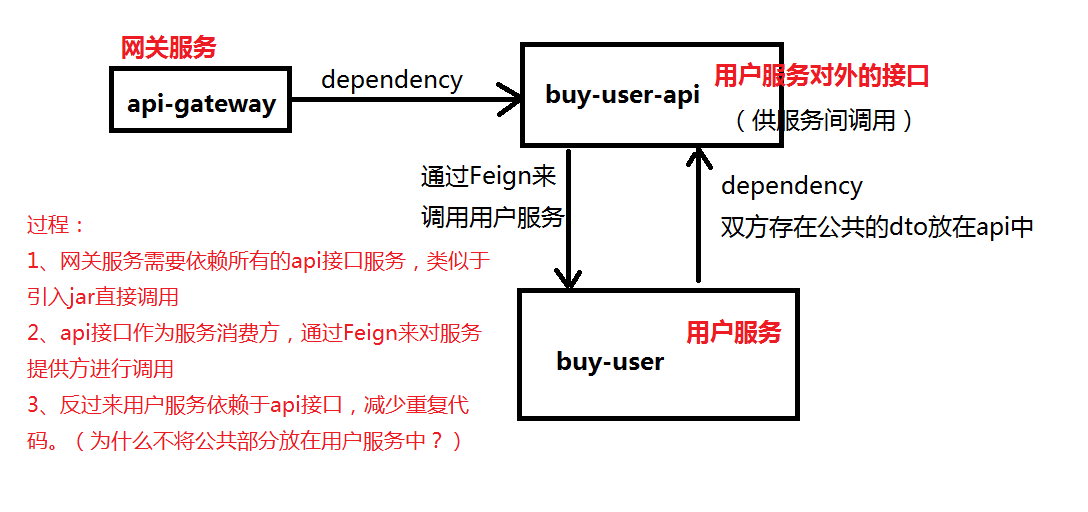 网关服务
api-gateway
dependency
buy-user-api
用户服务对外的接口
（供服务间调用）
通过Feign来
调用用户服务
dependency
双方存在公共的dto放在api中
过程：
1、网关服务需要依赖所有的api接口服务，类似于
引入jar直接调用
2、api接口作为服务消费方，通过Feign来对服务
提供方进行调用
3、反过来用户服务依赖于api接口，减少重复代
码。（为什么不将公共部分放在用户服务中？）
用户服务
buy-user